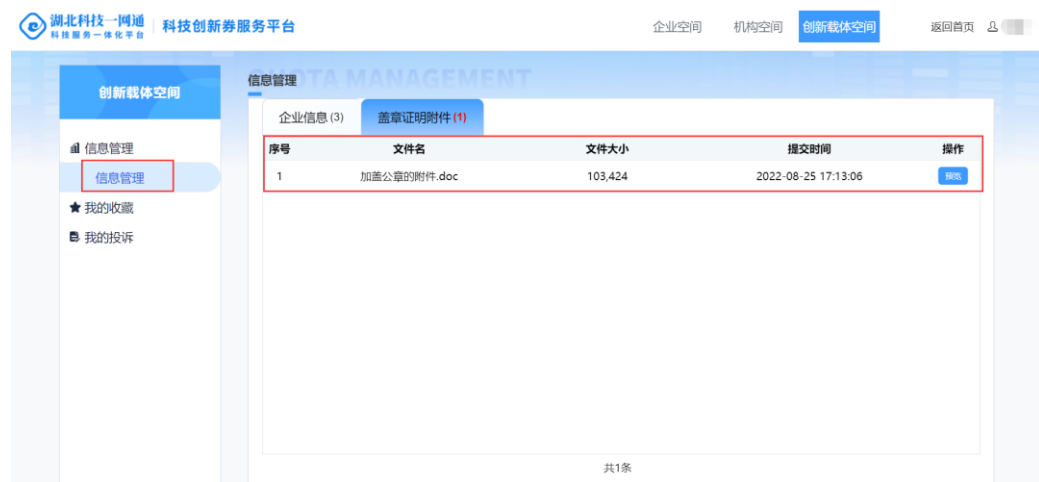 湖北科技一网通
科技服务一体化平台
科技创新券服务平台
企业空间 机构空间 创新载体空间 返回首页
创新载体空间
信息管理
信息管理
我的收藏
我的投诉
QUOTA MANAGEMENT
信息管理
企业信息(3) 盖章证明附件(1)
序号 文件名 文件大小 提交时间 操作
1 加盖公章的附件.doc 103,424 2022-08-25 17:13:06 预览
共1条